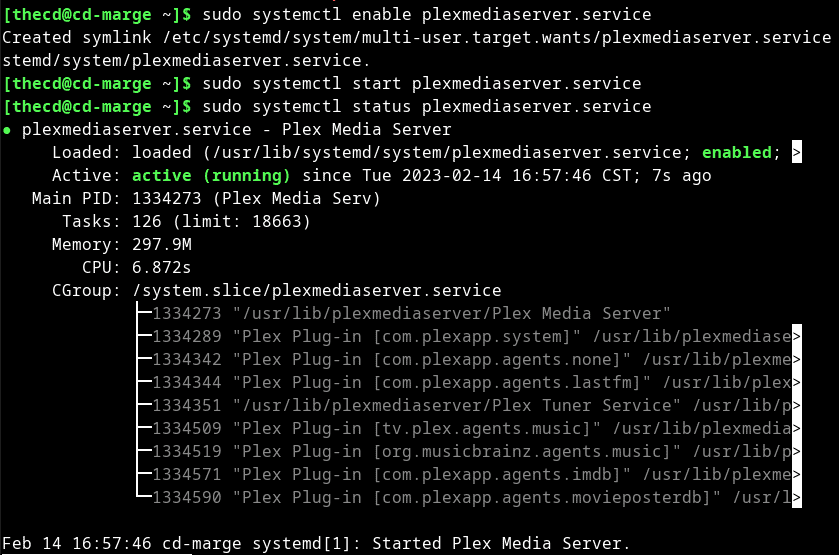 [thecd@cd-marge ~]$ sudo systemctl enable plexmediaserver.service
Created symlink /etc/systemd/system/multi-user.target.wants/plexmediaserver.service
stemd/system/plexmediaserver.service.
[thecd@cd-marge ~]$ sudo systemctl start plexmediaserver.service
[thecd@cd-marge ~]$ sudo systemctl status plexmediaserver.service
● plexmediaserver.service - Plex Media Server
     Loaded: loaded (/usr/lib/systemd/system/plexmediaserver.service; enabled; >
     Active: active (running) since Tue 2023-02-14 16:57:46 CST; 7s ago
   Main PID: 1334273 (Plex Media Serv)
      Tasks: 126 (limit: 18663)
     Memory: 297.9M
        CPU: 6.872s
     CGroup: /system.slice/plexmediaserver.service
             ├─1334273 "/usr/lib/plexmediaserver/Plex Media Server"
             ├─1334289 "Plex Plug-in [com.plexapp.system]" /usr/lib/plexmediase>
             ├─1334342 "Plex Plug-in [com.plexapp.agents.none]" /usr/lib/plexme>
             ├─1334344 "Plex Plug-in [com.plexapp.agents.lastfm]" /usr/lib/plex>
             ├─1334351 "/usr/lib/plexmediaserver/Plex Tuner Service" /usr/lib/p>
             ├─1334509 "Plex Plug-in [tv.plex.agents.music]" /usr/lib/plexmedia>
             ├─1334519 "Plex Plug-in [org.musicbrainz.agents.music]" /usr/lib/p>
             ├─1334571 "Plex Plug-in [com.plexapp.agents.imdb]" /usr/lib/plexme>
             └─1334590 "Plex Plug-in [com.plexapp.agents.movieposterdb]" /usr/l>
Feb 14 16:57:46 cd-marge systemd[1]: Started Plex Media Server.